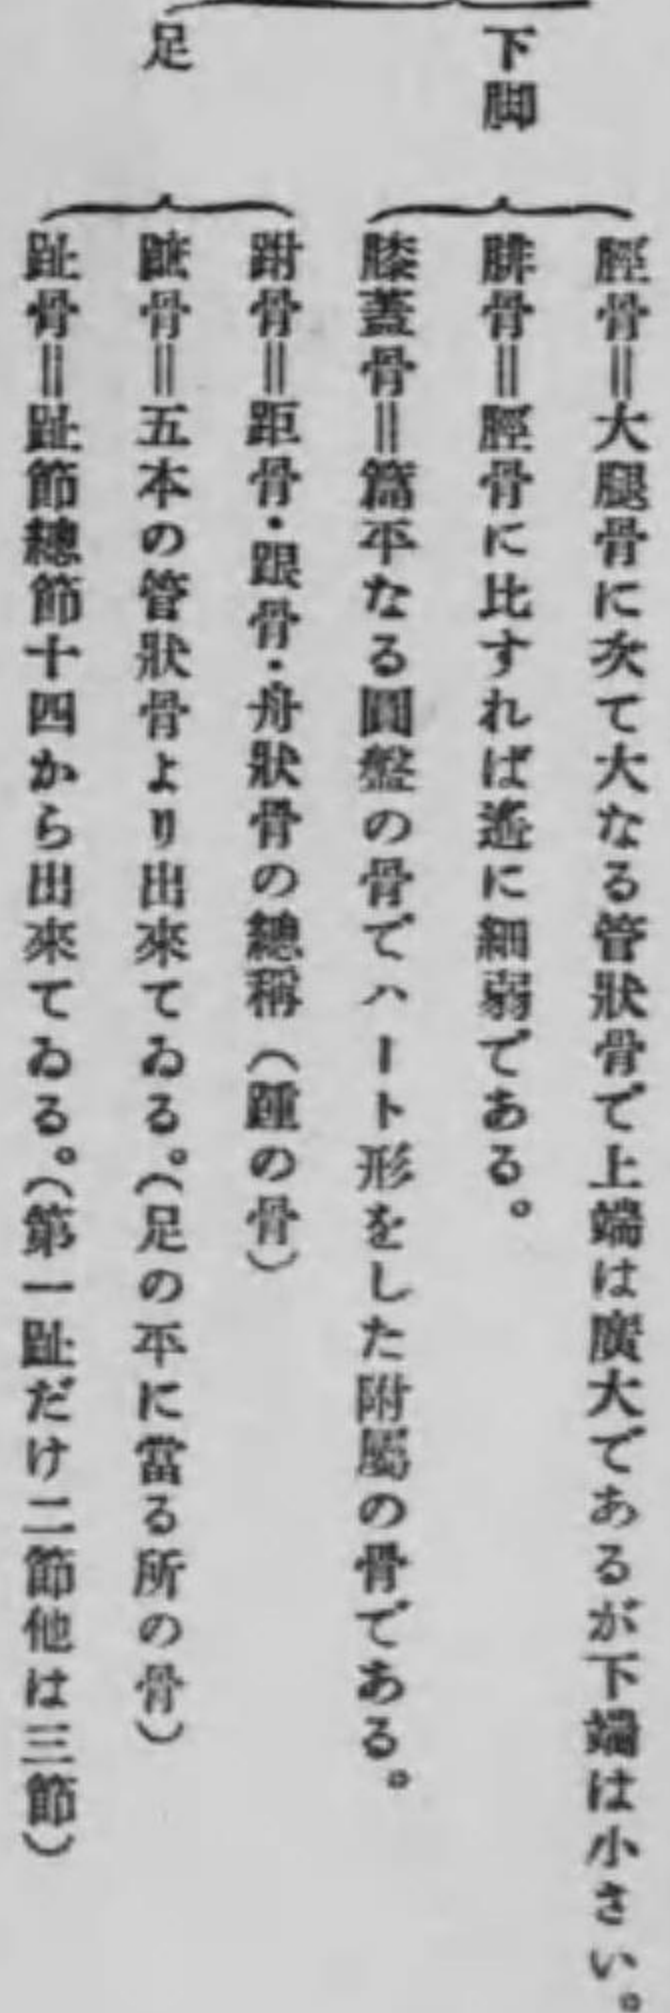 下脚
脛骨＝大腿骨に次て大なる管狀骨で上端は廣大であるが下端は小さい。
腓骨＝脛骨に比すれば遙に細弱である。
膝蓋骨＝篇平なる圓盤の骨でハート形をした附屬の骨である。
足
跗骨＝距骨・跟骨・舟狀骨の總稱（踵の骨）
蹠骨＝五本の管狀骨より出來てゐる。（足の平に當る所の骨）
趾骨＝趾節總節十四から出來てゐる。（第一趾だけ二節他は三節）